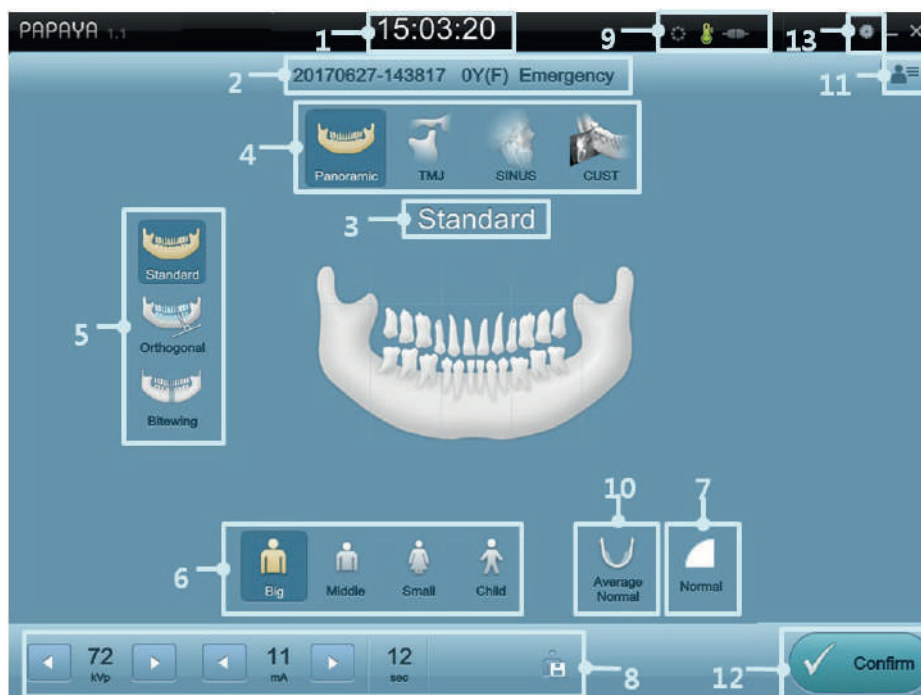 PAPAYA 1.1
1
15:03:20
9
13
2
20170627-143817 0Y(F) Emergency
11
4
Panoramic
TMJ
SINUS
CUST
3
Standard
5
Standard
Orthogonal
Bitewing
10
7
6
Big
Middle
Small
Child
Average
Normal
Normal
72
kVp
11
mA
12
sec
8
12
Confirm